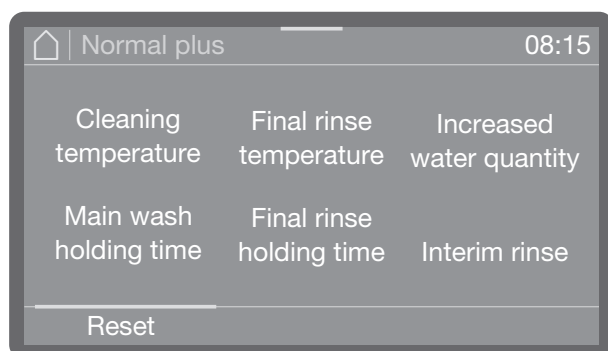 Normal plus 08:15
Cleaning
temperature
Final rinse
temperature
Increased
water quantity
Main wash
holding time
Final rinse
holding time
Interim rinse
Reset